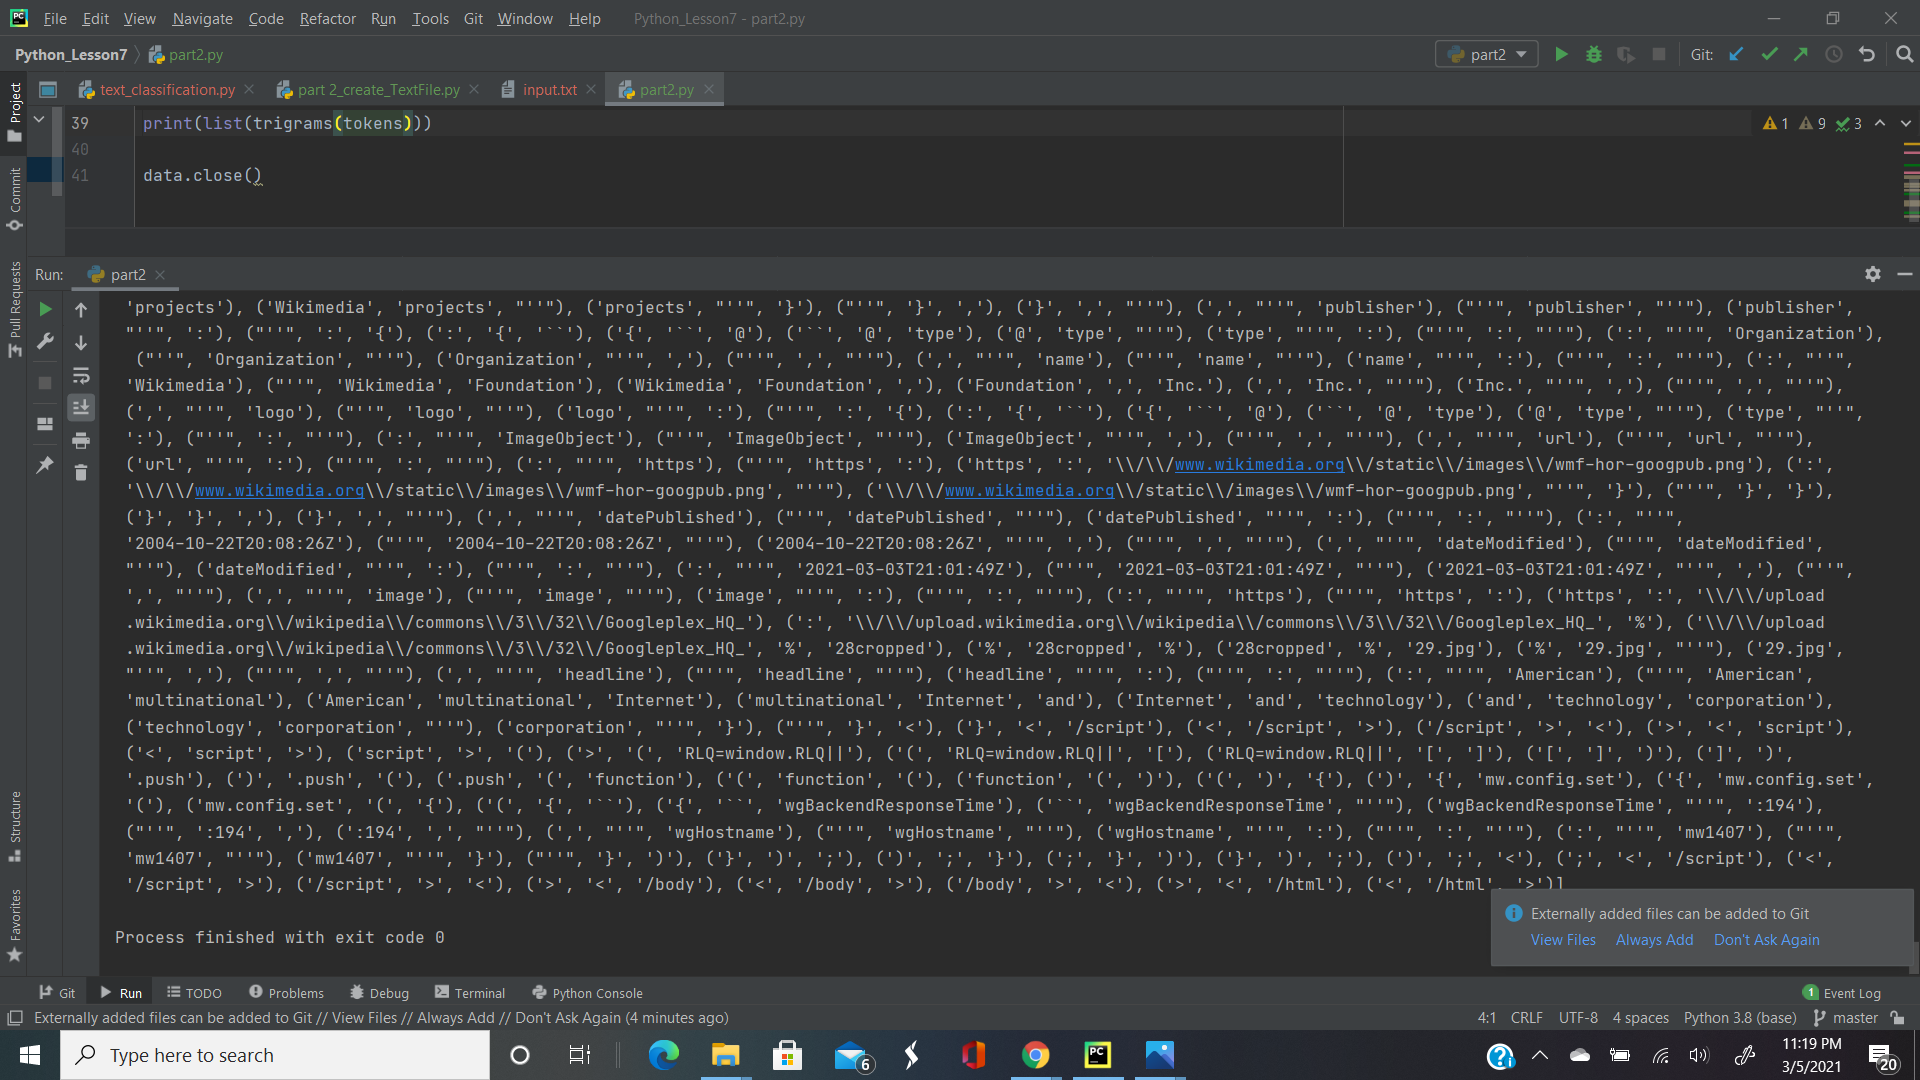 File Edit View Navigate Code Refactor Run Tools Git Window Help Python_Lesson7 - part2.py
Python_Lesson7 part2.py part2 Git:
text_classification.py part 2_create_TextFile.py input.txt part2.py
Project
Commit
Pull Requests
39 print(list(trigrams(tokens)))
1 9 3
40
41 data.close()
Run: part2
'projects'), ('Wikimedia', 'projects', "''"), ('projects', "''", '}'), ("''", '}', ','), ('}', ',', "''"), (',', "''", 'publisher'), ("''", 'publisher', "''"), ('publisher',
"''", ':'), ("''", ':', '{'), (':', '{', '``'), ('{', '``', '@'), ('``', '@', 'type'), ('@', 'type', "''"), ('type', "''", ':'), ("''", ':', "''"), (':', "''", 'Organization'),
("''", 'Organization', "''"), ('Organization', "''", ','), ("''", ',', "''"), (',', "''", 'name'), ("''", 'name', "''"), ('name', "''", ':'), ("''", ':', "''"), (':', "''",
'Wikimedia'), ("''", 'Wikimedia', 'Foundation'), ('Wikimedia', 'Foundation', ','), ('Foundation', ',', 'Inc.'), (',', 'Inc.', "''"), ('Inc.', "''", ','), ("''", ',', "''"),
(',', "''", 'logo'), ("''", 'logo', "''"), ('logo', "''", ':'), ("''", ':', '{'), (':', '{', '``'), ('{', '``', '@'), ('``', '@', 'type'), ('@', 'type', "''"), ('type', "''",
':'), ("''", ':', "''"), (':', "''", 'ImageObject'), ("''", 'ImageObject', "''"), ('ImageObject', "''", ','), ("''", ',', "''"), (',', "''", 'url'), ("''", 'url', "''"),
('url', "''", ':'), ("''", ':', "''"), (':', "''", 'https'), ("''", 'https', ':'), ('https', ':', '\\/\\/www.wikimedia.org\\/static\\/images\\/wmf-hor-googpub.png'), (':',
'\\/\\/www.wikimedia.org\\/static\\/images\\/wmf-hor-googpub.png', "''"), ('\\/\\/www.wikimedia.org\\/static\\/images\\/wmf-hor-googpub.png', "''", '}'), ("''", '}', '}'),
('}', '}', ','), ('}', ',', "''"), (',', "''", 'datePublished'), ("''", 'datePublished', "''"), ('datePublished', "''", ':'), ("''", ':', "''"), (':', "''",
'2004-10-22T20:08:26Z'), ("''", '2004-10-22T20:08:26Z', "''"), ('2004-10-22T20:08:26Z', "''", ','), ("''", ',', "''"), (',', "''", 'dateModified'), ("''", 'dateModified',
"''"), ('dateModified', "''", ':'), ("''", ':', "''"), (':', "''", '2021-03-03T21:01:49Z'), ("''", '2021-03-03T21:01:49Z', "''"), ('2021-03-03T21:01:49Z', "''", ','), ("''",
',', "''"), (',', "''", 'image'), ("''", 'image', "''"), ('image', "''", ':'), ("''", ':', "''"), (':', "''", 'https'), ("''", 'https', ':'), ('https', ':', '\\/\\/upload
.wikimedia.org\\/wikipedia\\/commons\\/3\\/32\\/Googleplex_HQ_'), (':', '\\/\\/upload.wikimedia.org\\/wikipedia\\/commons\\/3\\/32\\/Googleplex_HQ_', '%'), ('\\/\\/upload
.wikimedia.org\\/wikipedia\\/commons\\/3\\/32\\/Googleplex_HQ_', '%', '28cropped'), ('%', '28cropped', '%'), ('28cropped', '%', '29.jpg'), ('%', '29.jpg', "''"), ('29.jpg',
"''", ','), ("''", ',', "''"), (',', "''", 'headline'), ("''", 'headline', "''"), ('headline', "''", ':'), ("''", ':', "''"), (':', "''", 'American'), ("''", 'American',
'multinational'), ('American', 'multinational', 'Internet'), ('multinational', 'Internet', 'and'), ('Internet', 'and', 'technology'), ('and', 'technology', 'corporation'),
('technology', 'corporation', "''"), ('corporation', "''", '}'), ("''", '}', '<'), ('}', '<', '/script'), ('<', '/script', '>'), ('/script', '>', '<'), ('>', '<', 'script'),
('<', 'script', '>'), ('script', '>', '('), ('>', '(', 'RLQ=window.RLQ||'), ('(', 'RLQ=window.RLQ||', '['), ('RLQ=window.RLQ||', '[', ']'), ('[', ']', ')'), (']', ')',
'.push'), (')', '.push', '('), ('.push', '(', 'function'), ('(', 'function', '('), ('function', '(', ')'), ('(', ')', '{'), (')', '{', 'mw.config.set'), ('{', 'mw.config.set',
'('), ('mw.config.set', '(', '{'), ('(', '{', '``'), ('{', '``', 'wgBackendResponseTime'), ('``', 'wgBackendResponseTime', "''"), ('wgBackendResponseTime', "''", ':194'),
("''", ':194', ','), (':194', ',', "''"), (',', "''", 'wgHostname'), ("''", 'wgHostname', "''"), ('wgHostname', "''", ':'), ("''", ':', "''"), (':', "''", 'mw1407'), ("''",
'mw1407', "''"), ('mw1407', "''", '}'), ("''", '}', ')'), ('}', ')', ';'), (')', ';', '}'), (';', '}', ')'), ('}', ')', ';'), (')', ';', '<'), (';', '<', '/script'), ('<',
'/script', '>'), ('/script', '>', '<'), ('>', '<', '/body'), ('<', '/body', '>'), ('/body', '>', '<'), ('>', '<', '/html'), ('<', '/html', '>')]
Process finished with exit code 0
Structure
Favorites
Externally added files can be added to Git
View Files Always Add Don't Ask Again
Git Run TODO Problems Debug Terminal Python Console 1 Event Log
Externally added files can be added to Git // View Files // Always Add // Don't Ask Again (4 minutes ago) 4:1 CRLF UTF-8 4 spaces Python 3.8 (base) master
Type here to search 6
11:19 PM
3/5/2021
20